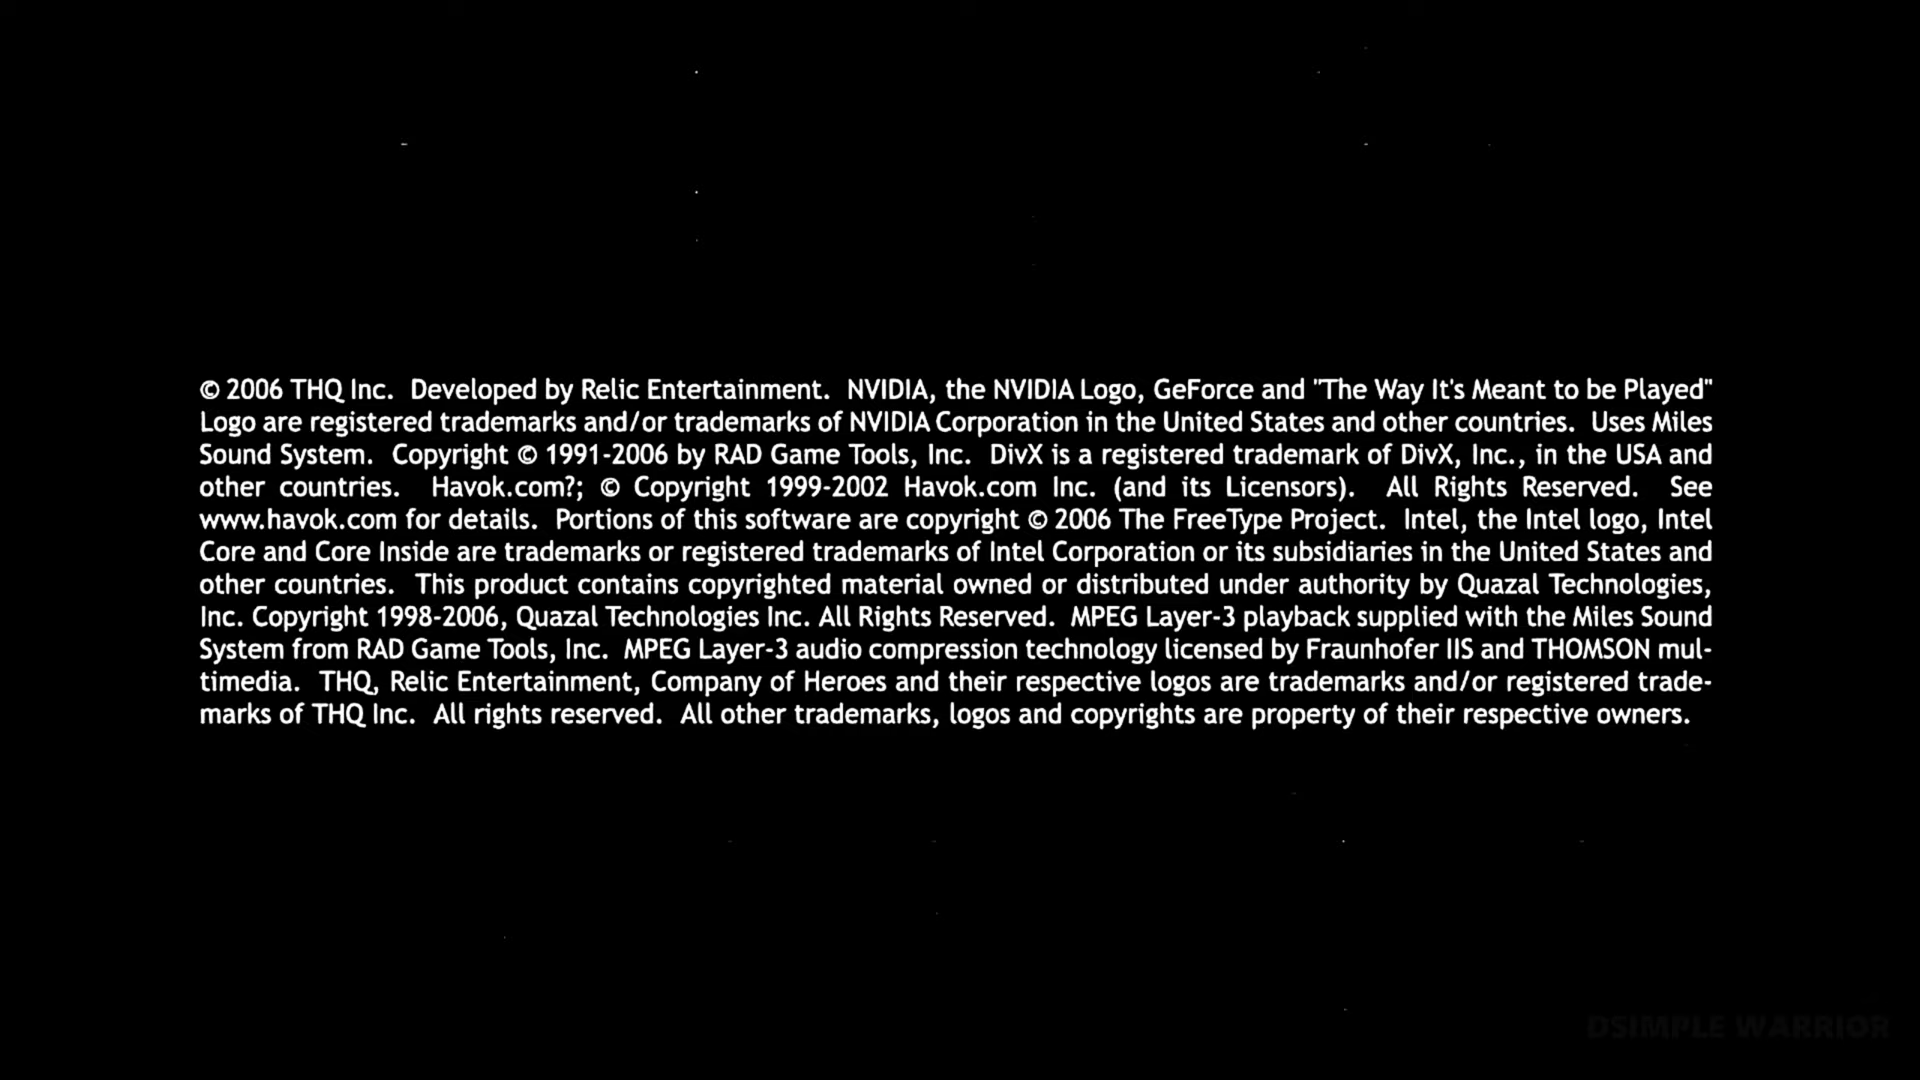 © 2006 THQ Inc.  Developed by Relic Entertainment.  NVIDIA, the NVIDIA Logo, GeForce and "The Way It's Meant to be Played"
Logo are registered trademarks and/or trademarks of NVIDIA Corporation in the United States and other countries.  Uses Miles
Sound System.  Copyright © 1991-2006 by RAD Game Tools, Inc.  DivX is a registered trademark of DivX, Inc., in the USA and
other countries.  Havok.com?; © Copyright 1999-2002 Havok.com Inc. (and its Licensors).  All Rights Reserved.  See
www.havok.com for details.  Portions of this software are copyright © 2006 The FreeType Project.  Intel, the Intel logo, Intel
Core and Core Inside are trademarks or registered trademarks of Intel Corporation or its subsidiaries in the United States and
other countries.  This product contains copyrighted material owned or distributed under authority by Quazal Technologies,
Inc. Copyright 1998-2006, Quazal Technologies Inc. All Rights Reserved.  MPEG Layer-3 playback supplied with the Miles Sound
System from RAD Game Tools, Inc.  MPEG Layer-3 audio compression technology licensed by Fraunhofer IIS and THOMSON mul-
timedia.  THQ, Relic Entertainment, Company of Heroes and their respective logos are trademarks and/or registered trade-
marks of THQ Inc.  All rights reserved.  All other trademarks, logos and copyrights are property of their respective owners.
DSIMPLE WARRIOR